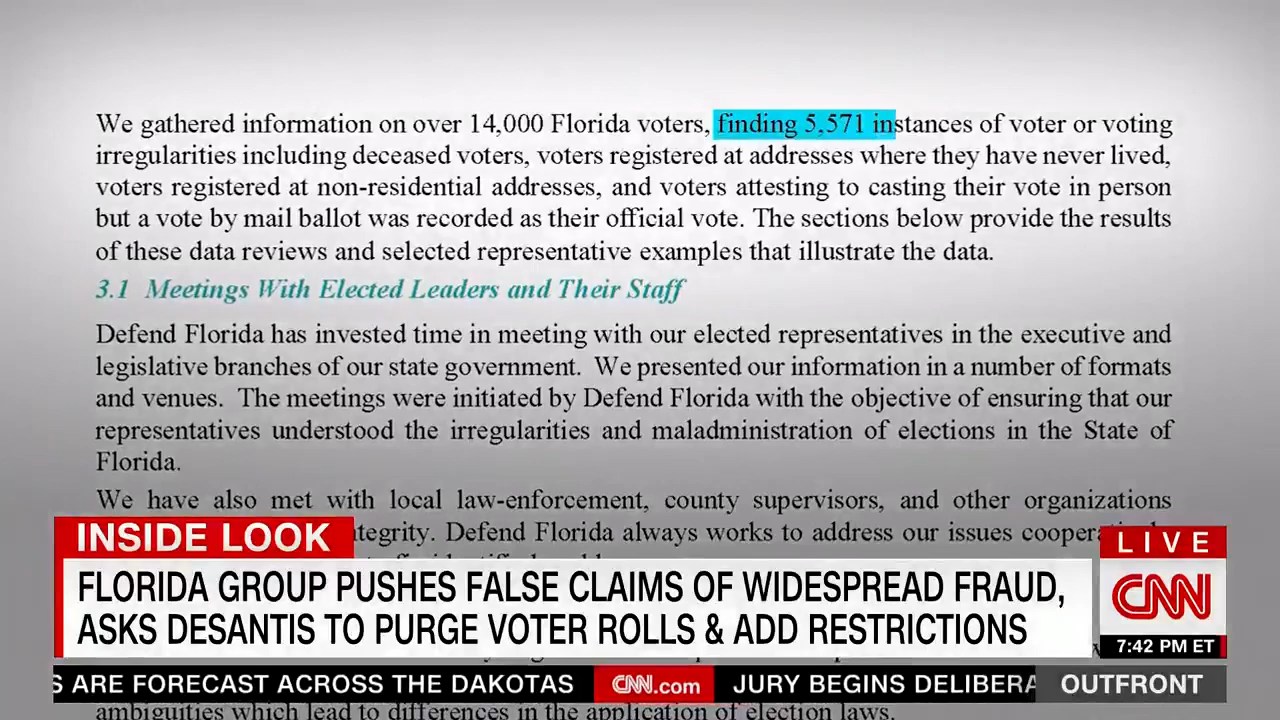 We gathered information on over 14,000 Florida voters, finding 5,571 instances of voter or voting
irregularities including deceased voters, voters registered at addresses where they have never lived,
voters registered at non-residential addresses, and voters attesting to casting their vote in person
but a vote by mail ballot was recorded as their official vote. The sections below provide the results
of these data reviews and selected representative examples that illustrate the data.
3.1 Meetings With Elected Leaders and Their Staff
Defend Florida has invested time in meeting with our elected representatives in the executive and
legislative branches of our state government. We presented our information in a number of formats
and venues. The meetings were initiated by Defend Florida with the objective of ensuring that our
representatives understood the irregularities and maladministration of elections in the State of
Florida.
We have also met with local law-enforcement, county supervisors, and other organizations
Defend Florida always works to address our issues
INSIDE LOOK
LIVE
FLORIDA GROUP PUSHES FALSE CLAIMS OF WIDESPREAD FRAUD,
ASKS DESANTIS TO PURGE VOTER ROLLS & ADD RESTRICTIONS
CNN
7:42 PM ET
S ARE FORECAST ACROSS THE DAKOTAS CNN.com JURY BEGINS DELIBERA OUTFRONT
ambiguities which lead to differences in the application of election laws.